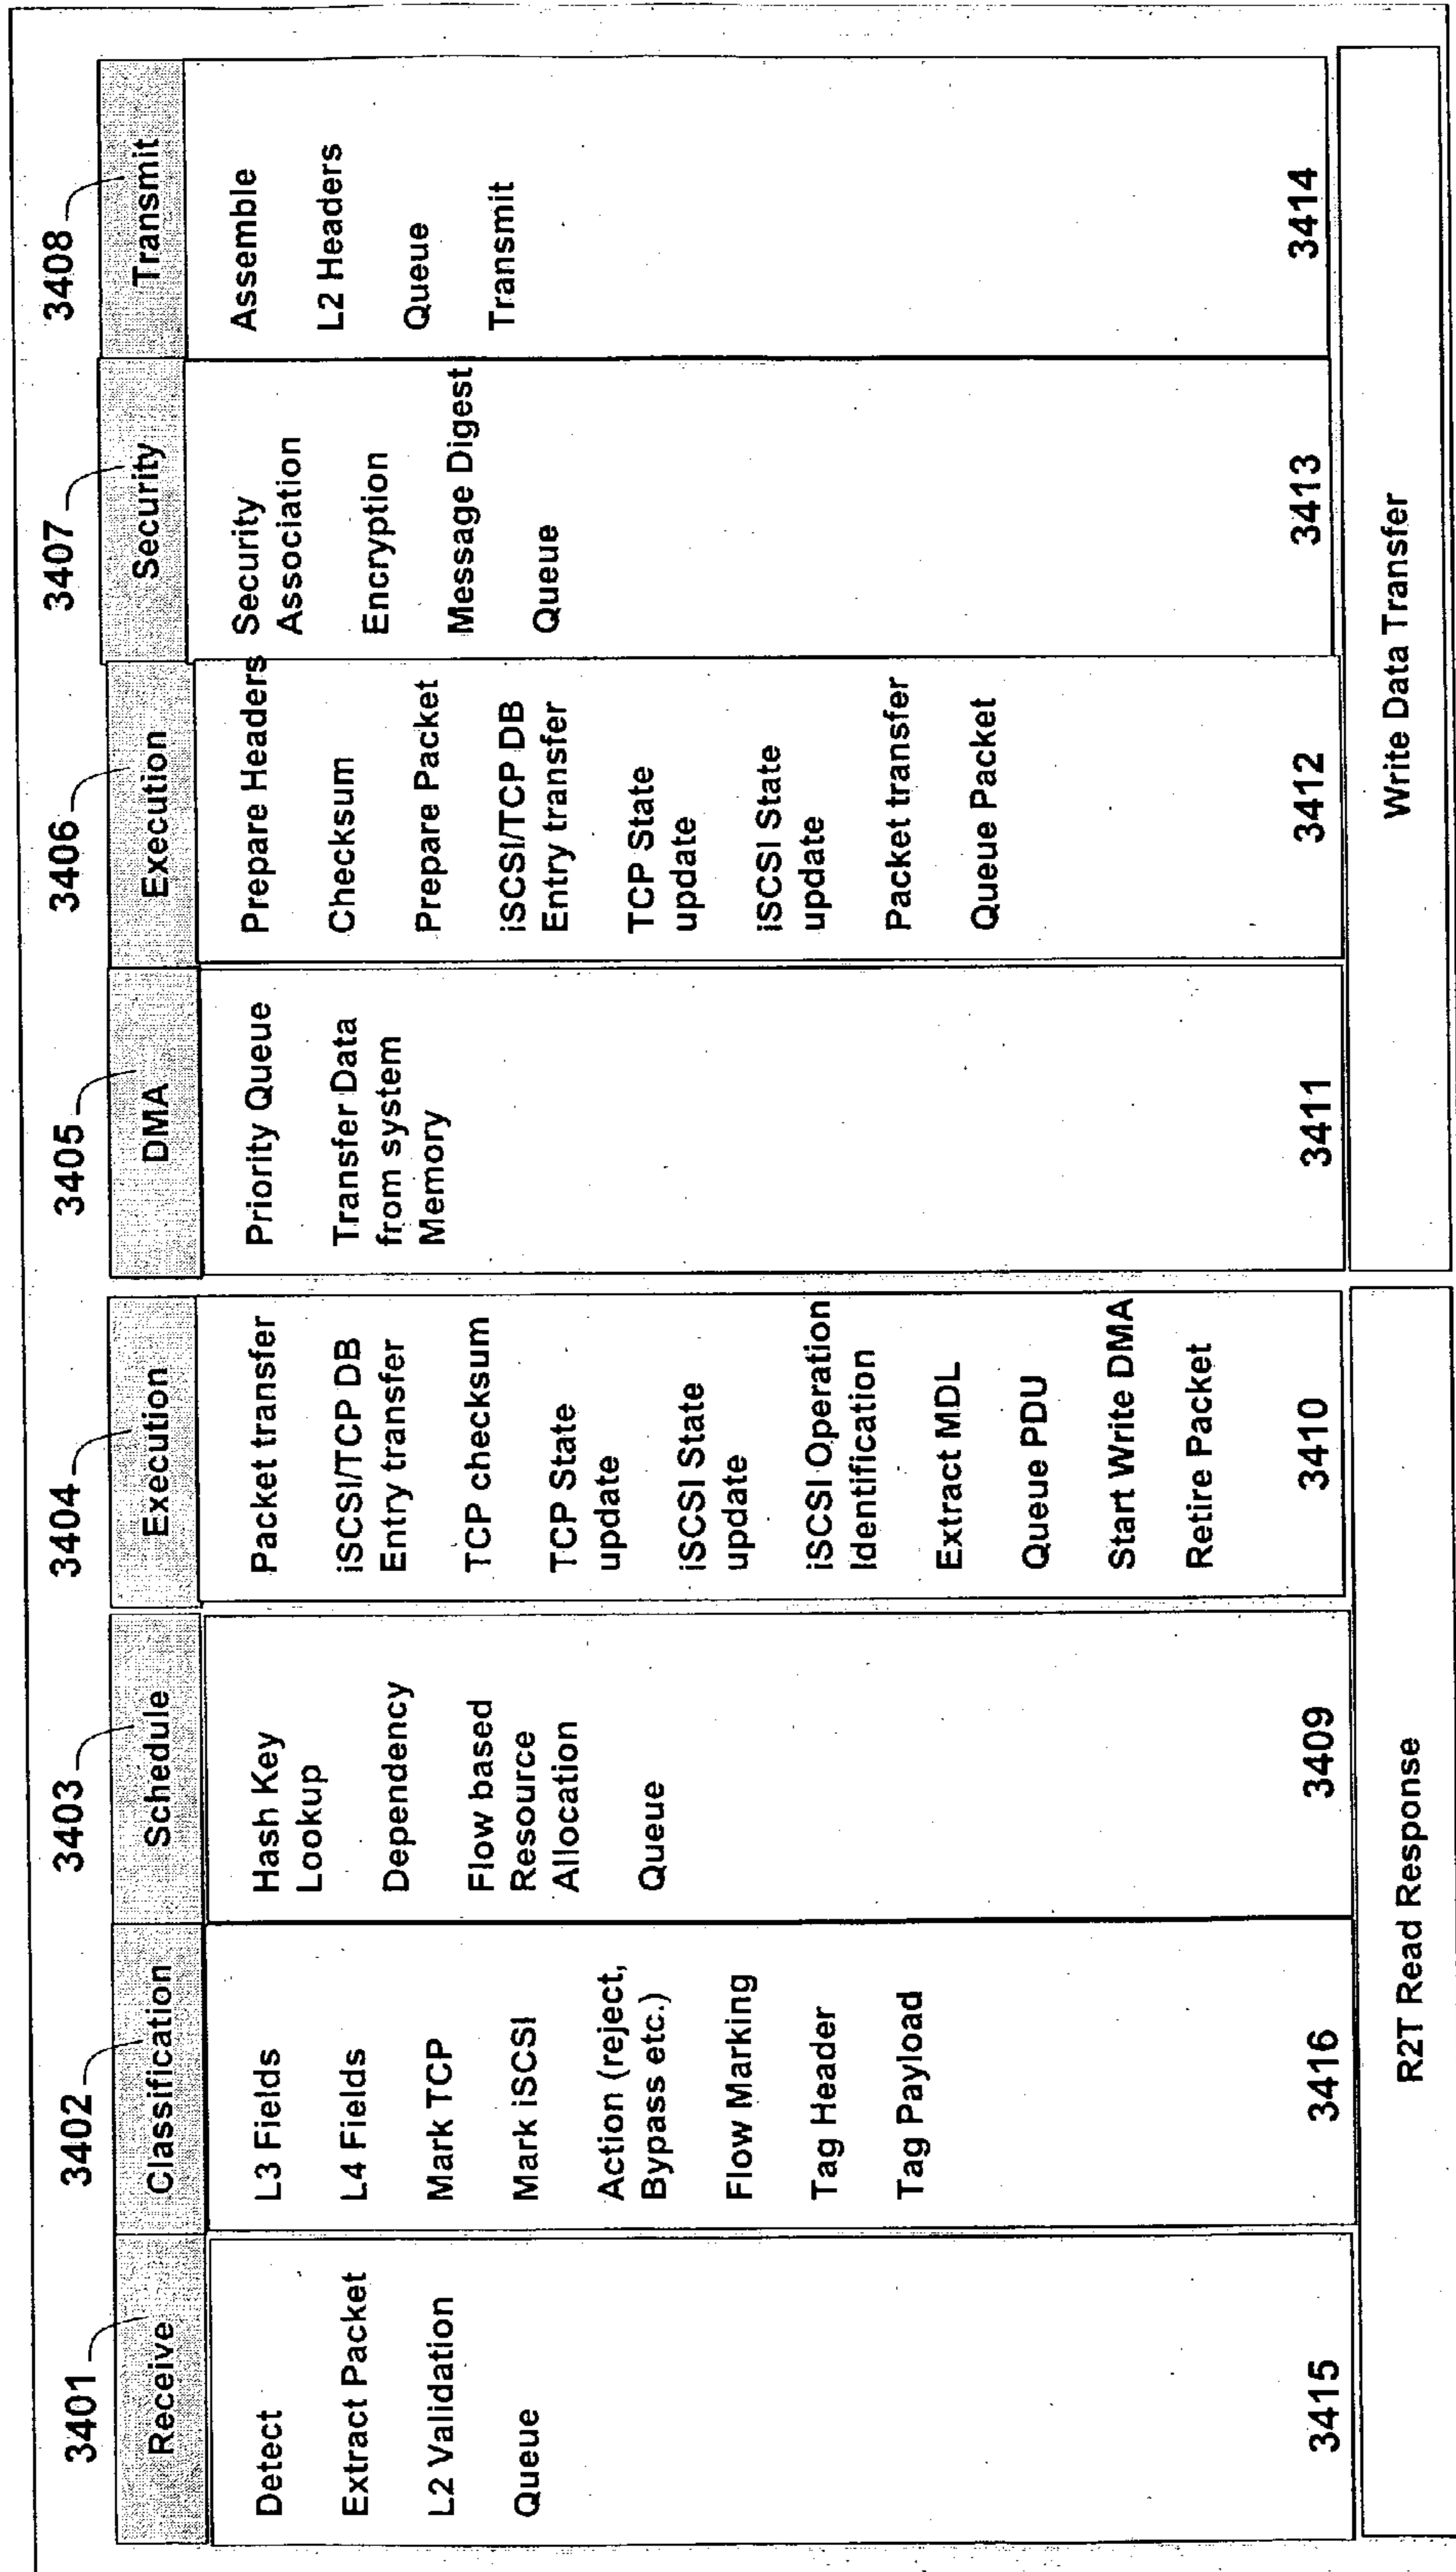 3401
Receive
Detect
Extract Packet
L2 Validation
Queue
3415
3402
Classification
L3 Fields
L4 Fields
Mark TCP
Mark iSCSI
Action (reject,
Bypass etc.)
Flow Marking
Tag Header
Tag Payload
3416
3403
Schedule
Hash Key
Lookup
Dependency
Flow based
Resource
Allocation
Queue
3409
3404
Execution
Packet transfer
iSCSI/TCP DB
Entry transfer
TCP checksum
TCP State
update
iSCSI State
update
iSCSI Operation
Identification
Extract MDL
Queue PDU
Start Write DMA
Retire Packet
3410
R2T Read Response
3405
DMA
Priority Queue
Transfer Data
from system
Memory
3411
3406
Execution
Prepare Headers
Checksum
Prepare Packet
iSCSI/TCP DB
Entry transfer
TCP State
update
iSCSI State
update
Packet transfer
Queue Packet
3412
3407
Security
Security
Association
Encryption
Message Digest
Queue
3413
3408
Transmit
Assemble
L2 Headers
Queue
Transmit
3414
Write Data Transfer